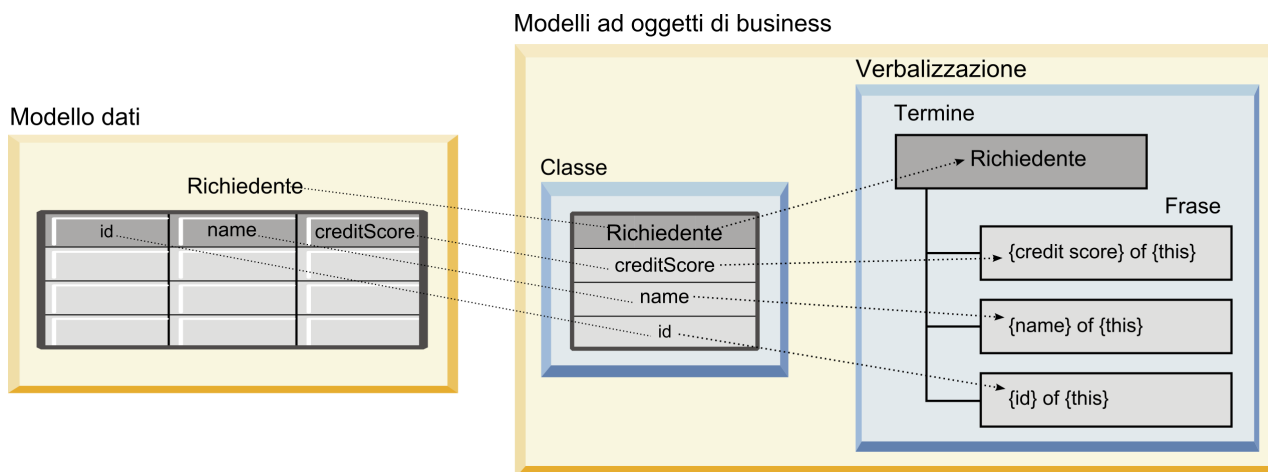 Modelli ad oggetti di business
Modello dati
Richiedente
id name creditScore
Classe
Richiedente
creditScore
name
id
Verbalizzazione
Termine
Richiedente
Frase
{credit score} of {this}
{name} of {this}
{id} of {this}